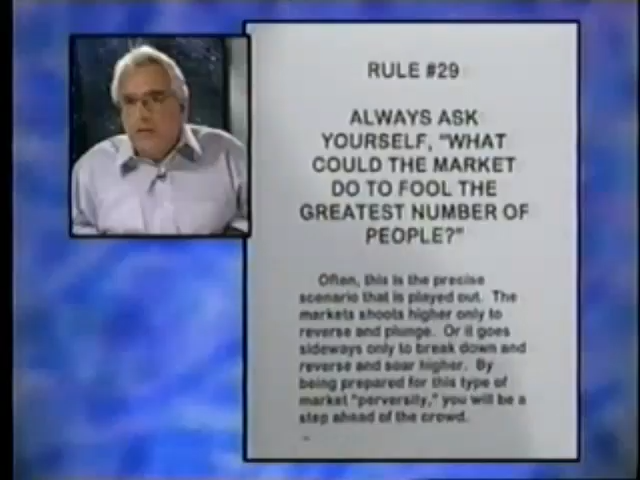 RULE #29
ALWAYS ASK
YOURSELF, "WHAT
COULD THE MARKET
DO TO FOOL THE
GREATEST NUMBER OF
PEOPLE?"
Often, this is the precise
scenario that is played out. The
markets shoots higher only to
reverse and plunge. Or it goes
sideways only to break down and
reverse and soar higher. By
being prepared for this type of
market "perversity," you will be a
step ahead of the crowd.